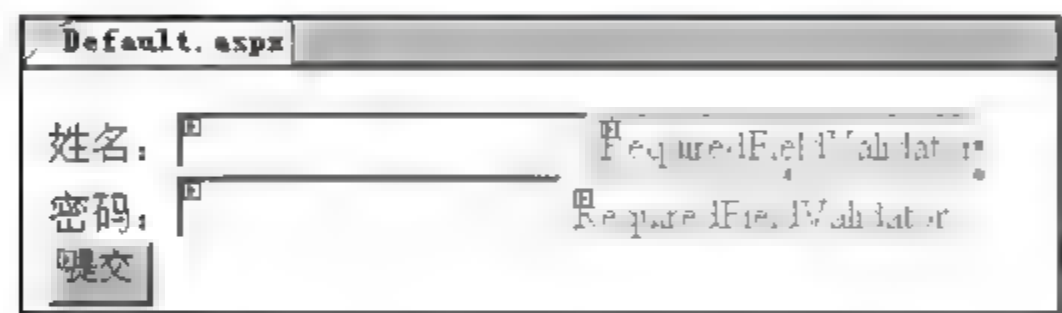 Default.aspx
姓名： RequiredFieldValidator
密码： RequiredFieldValidator
提交